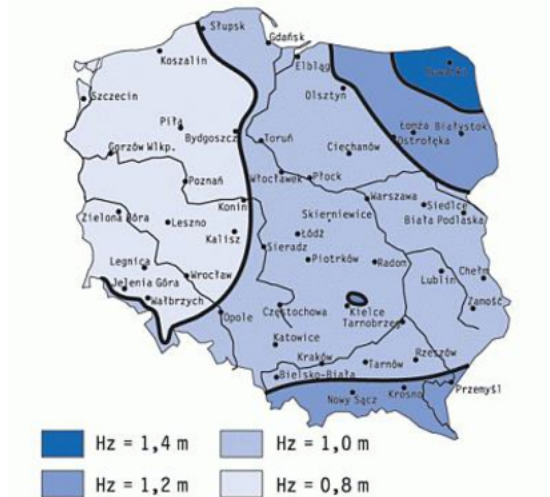 Słupsk
Gdańsk
Koszalin
Elbląg
Suwałki
Olsztyn
Szczecin
Piła
Bydgoszcz
Toruń
Łomża Białystok
Ostrołęka
Gorzów Wlkp.
Ciechanów
Poznań
Włocławek
Płock
Konin
Warszawa
Zielona Góra
Leszno
Skierniewice
Siedlce
Biała Podlaska
Kalisz
Łódź
Sieradz
Piotrków
Radom
Legnica
Wrocław
Lublin
Chełm
Jelenia Góra
Wałbrzych
Opole
Częstochowa
Kielce
Zamość
Tarnobrzeg
Katowice
Kraków
Rzeszów
Tarnów
Bielsko-Biała
Przemyśl
Nowy Sącz
Krosno
Hz = 1,4 m
Hz = 1,0 m
Hz = 1,2 m
Hz = 0,8 m